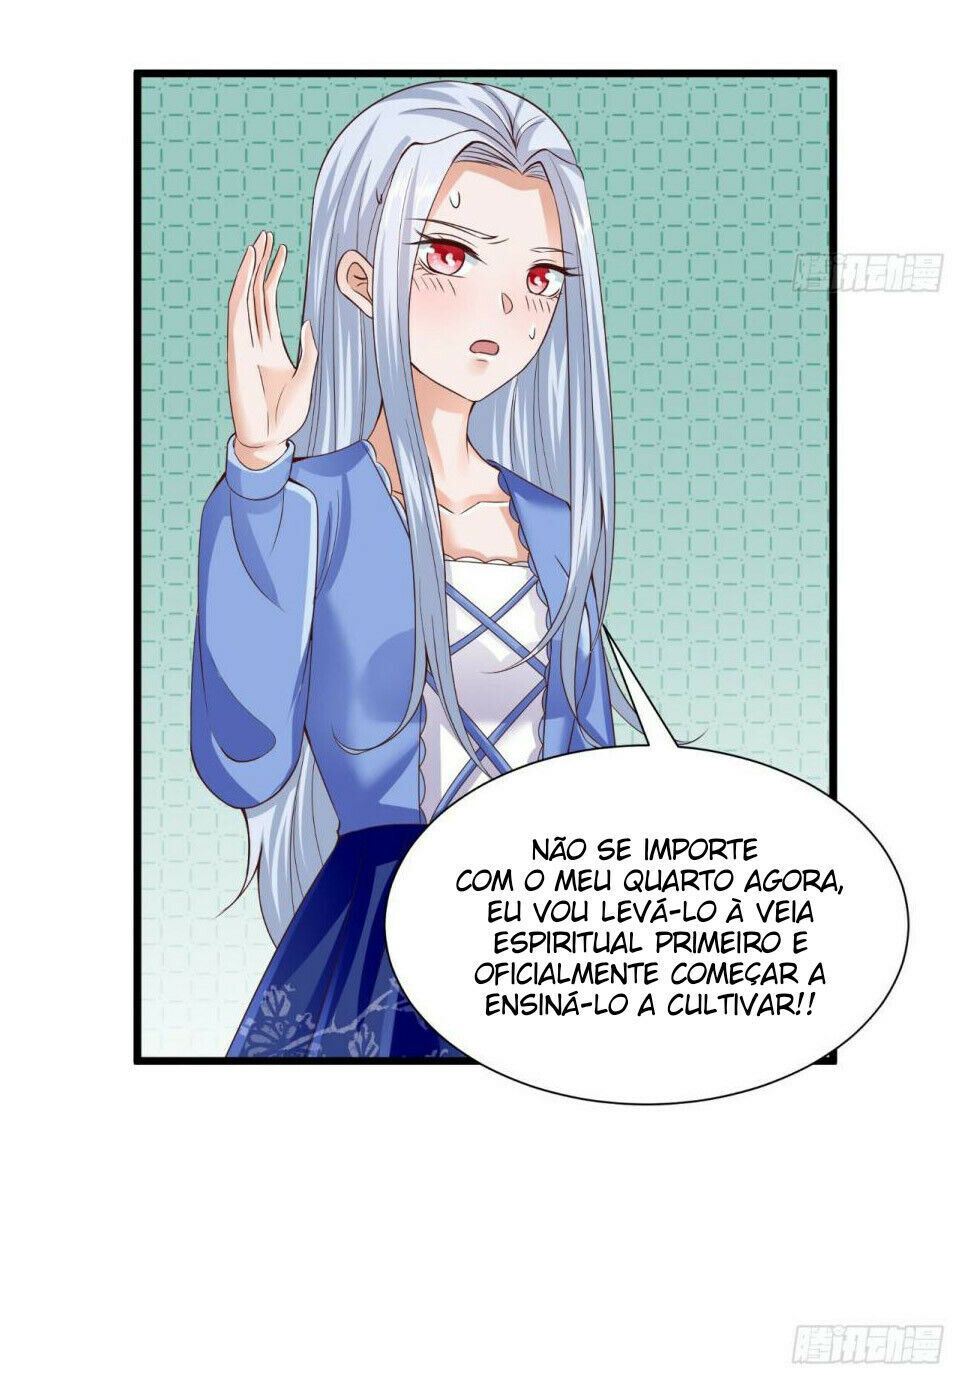 腾讯动漫
NÃO SE IMPORTE
COM O MEU QUARTO AGORA,
EU VOU LEVÁ-LO À VEIA
ESPIRITUAL PRIMEIRO E
OFICIALMENTE COMEÇAR A
ENSINÁ-LO A CULTIVAR!!
腾讯动漫